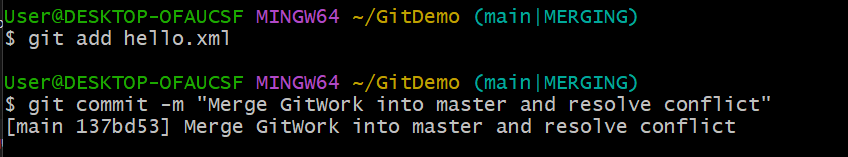 User@DESKTOP-OFAUCSF MINGW64 ~/GitDemo (main|MERGING)
$ git add hello.xml
User@DESKTOP-OFAUCSF MINGW64 ~/GitDemo (main|MERGING)
$ git commit -m "Merge GitWork into master and resolve conflict"
[main 137bd53] Merge GitWork into master and resolve conflict